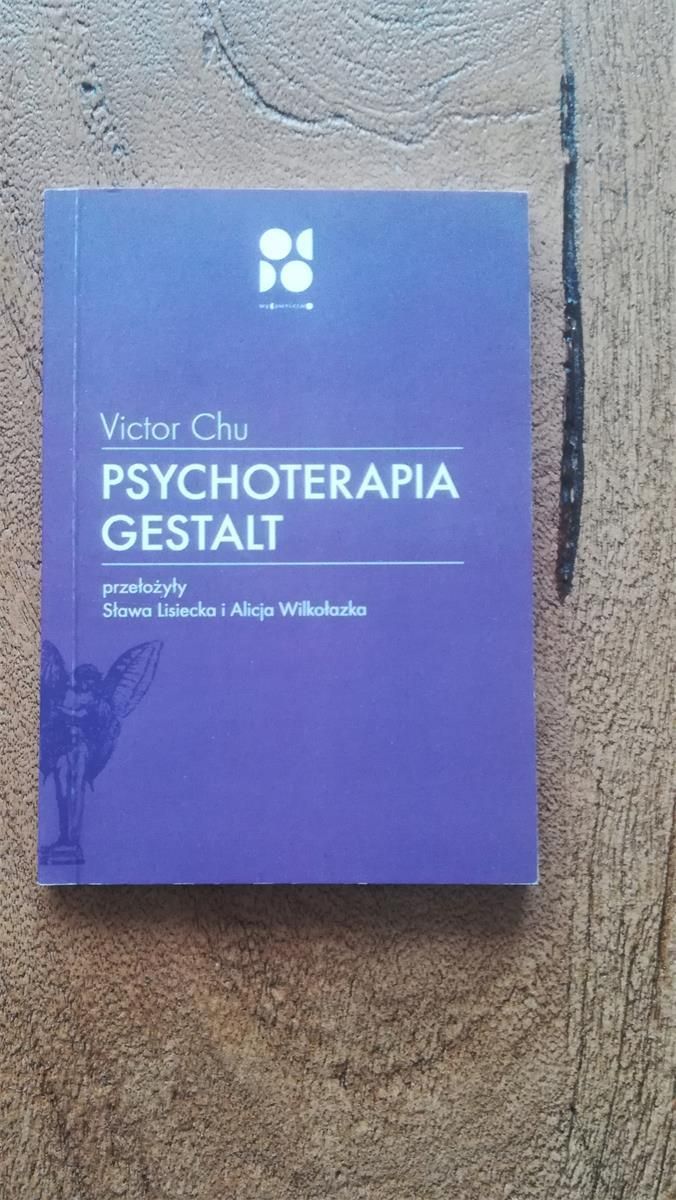 Victor Chu
PSYCHOTERAPIA
GESTALT
przełożyły
Sława Lisiecka i Alicja Wilkołazka